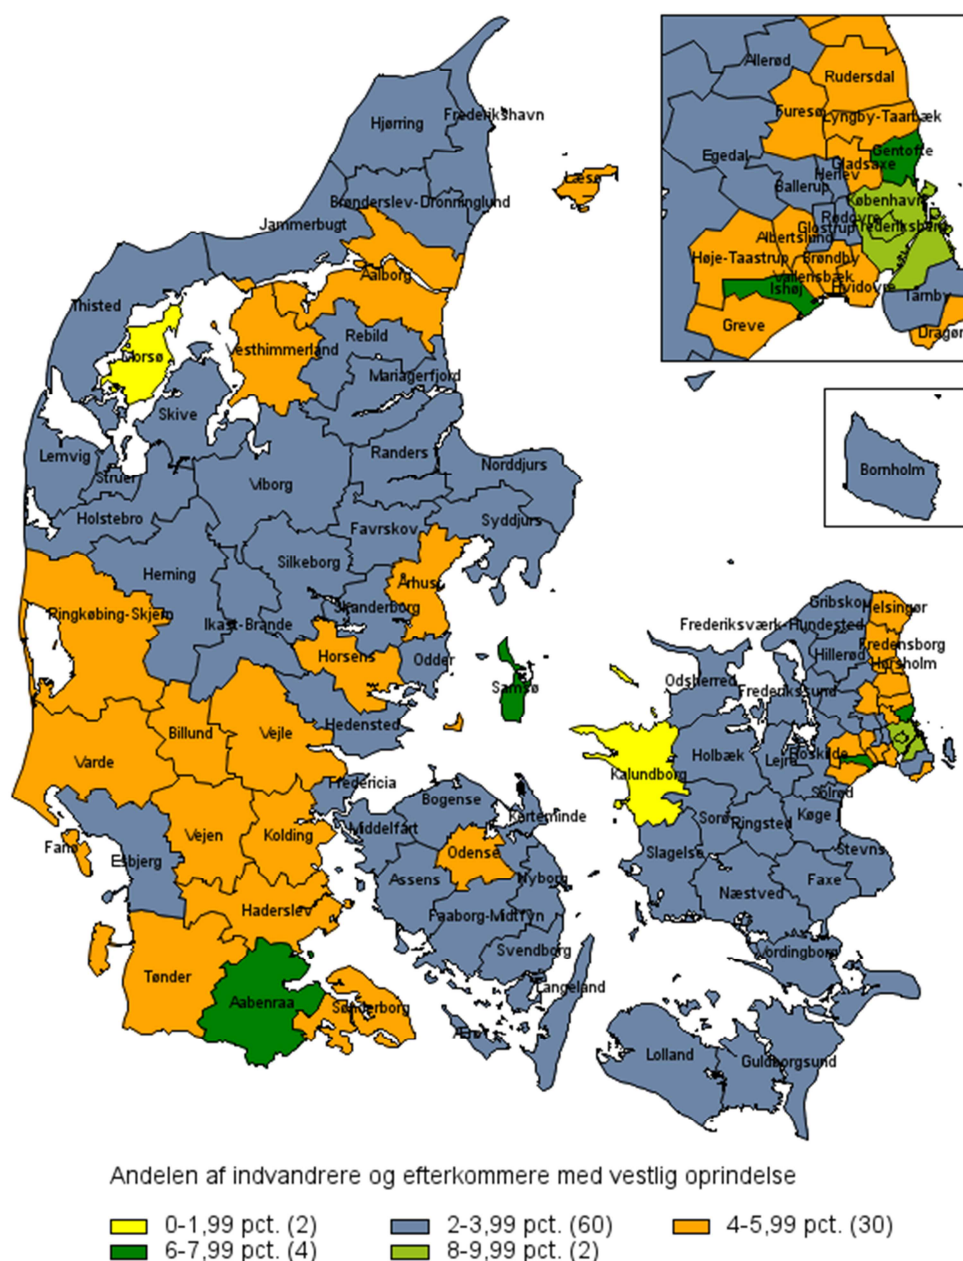 Allerød
Rudersdal
Furesø
Lyngby-Taarbæk
Egedal
Gentofte
Gladsaxe
Herlev
Ballerup
København
Rødovre
Frederiksberg
Glostrup
Albertslund
Høje-Taastrup
Brøndby
Vallensbæk
Ishøj
Hvidovre
Tårnby
Greve
Dragør
Frederikshavn
Hjørring
Læsø
Brønderslev-Dronninglund
Jammerbugt
Aalborg
Thisted
Rebild
Morsø
Vesthimmerland
Mariagerfjord
Skive
Lemvig
Randers
Norddjurs
Struer
Viborg
Bornholm
Holstebro
Syddjurs
Favrskov
Silkeborg
Herning
Århus
Skanderborg
Ringkøbing-Skjern
Ikast-Brande
Horsens
Odder
Samsø
Gribskov
Helsingør
Frederiksværk-Hundested
Fredensborg
Hillerød
Hørsholm
Odsherred
Frederikssund
Hedensted
Billund
Vejle
Varde
Holbæk
Lejre
Roskilde
Kalundborg
Fredericia
Solrød
Bogense
Kerteminde
Sorø
Ringsted
Køge
Middelfart
Vejen
Kolding
Fanø
Esbjerg
Odense
Slagelse
Stevns
Assens
Nyborg
Faxe
Næstved
Haderslev
Faaborg-Midtfyn
Svendborg
Vordingborg
Tønder
Langeland
Aabenraa
Sønderborg
Ærø
Lolland
Guldborgsund
Andelen af indvandrere og efterkommere med vestlig oprindelse
0-1,99 pct. (2)
2-3,99 pct. (60)
4-5,99 pct. (30)
6-7,99 pct. (4)
8-9,99 pct. (2)